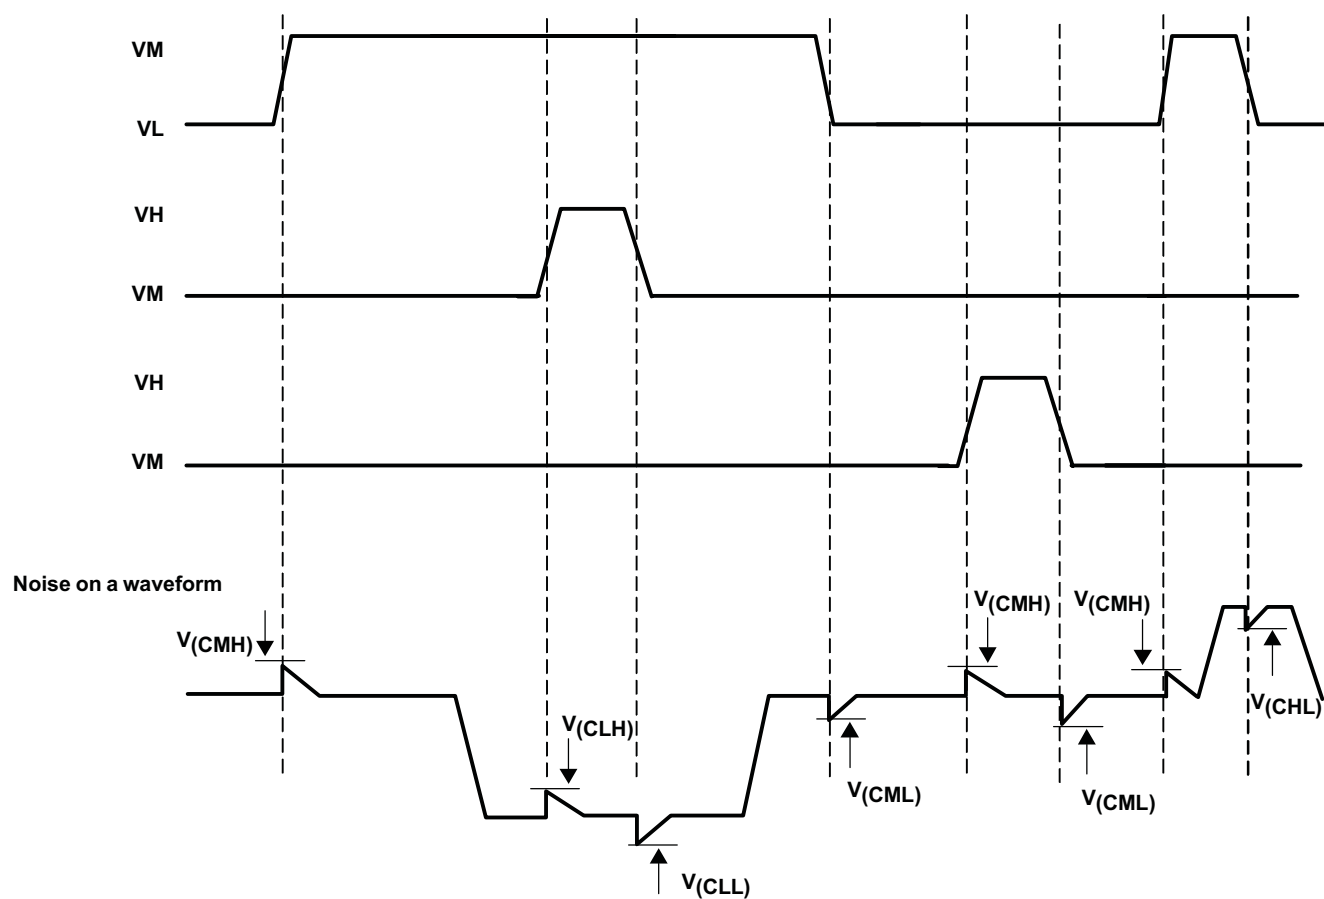 VM
VL
VH
VM
VH
VM
Noise on a waveform
V(CMH)
V(CLH)
V(CLL)
V(CML)
V(CMH)
V(CML)
V(CMH)
V(CHL)